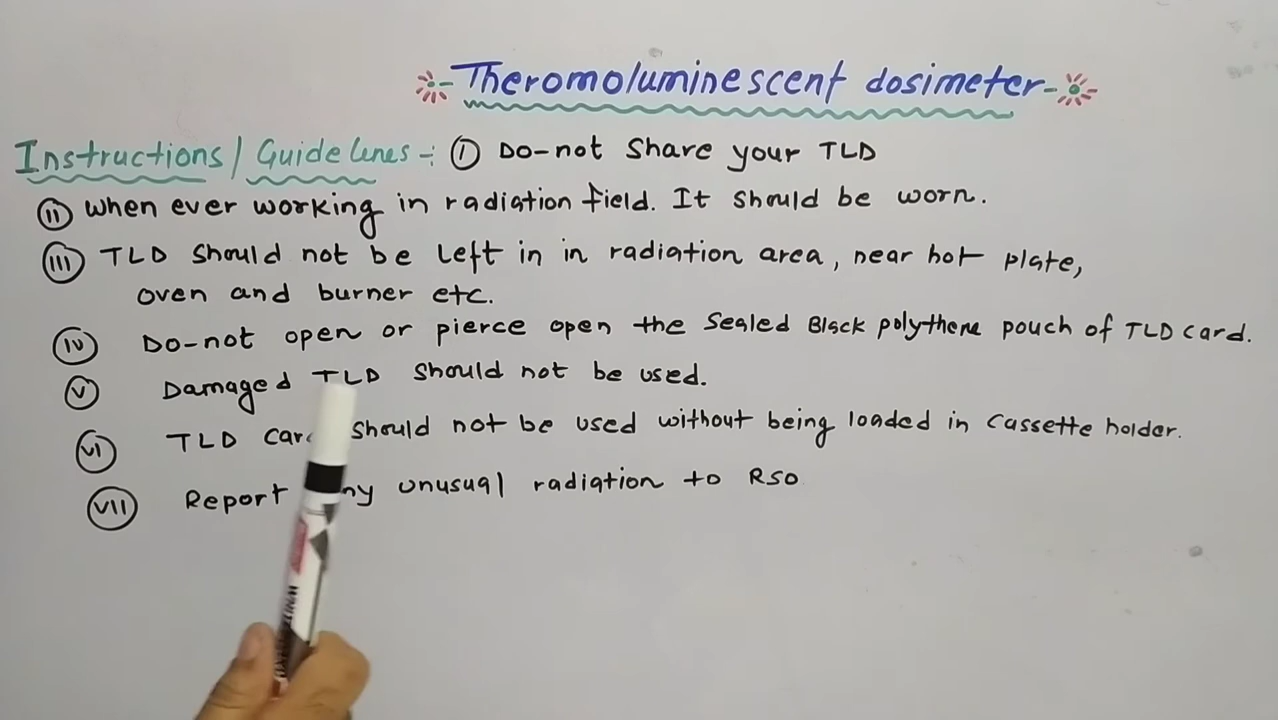 Theromoluminescent dosimeter
Instructions / Guidelines -: (I) Do-not share your TLD
(II) when ever working in radiation field. It should be worn.
(III) TLD should not be left in in radiation area, near hot plate,
oven and burner etc.
(IV) Do-not open or pierce open the sealed Black polythene pouch of TLD card.
(V) Damaged TLD should not be used.
(VI) TLD card should not be used without being loaded in cassette holder.
(VII) Report any unusual radiation to RSO